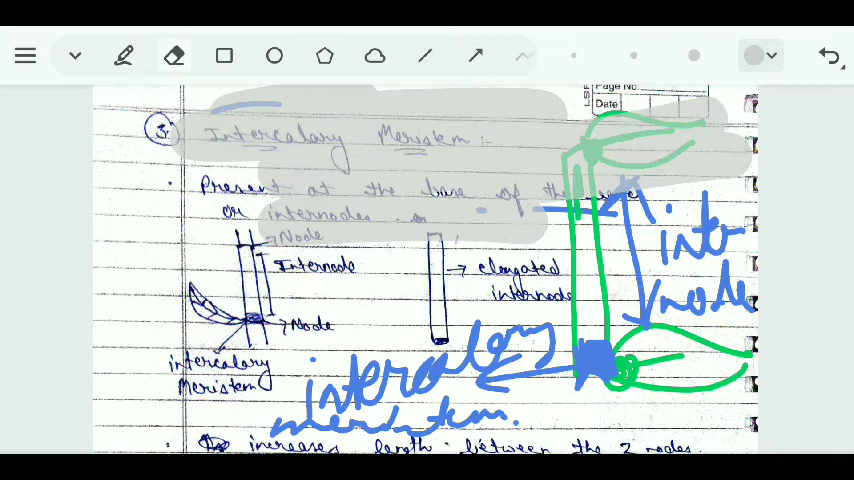 Page No.
Date
3. Intercalary Meristem :-
· Present at the base of the
or internodes.
→ Node
Internode
→ elongated
internode
→ Node
intercalary
Meristem
inter
node
intercalary
meristem.
· increases length between the 2 nodes.